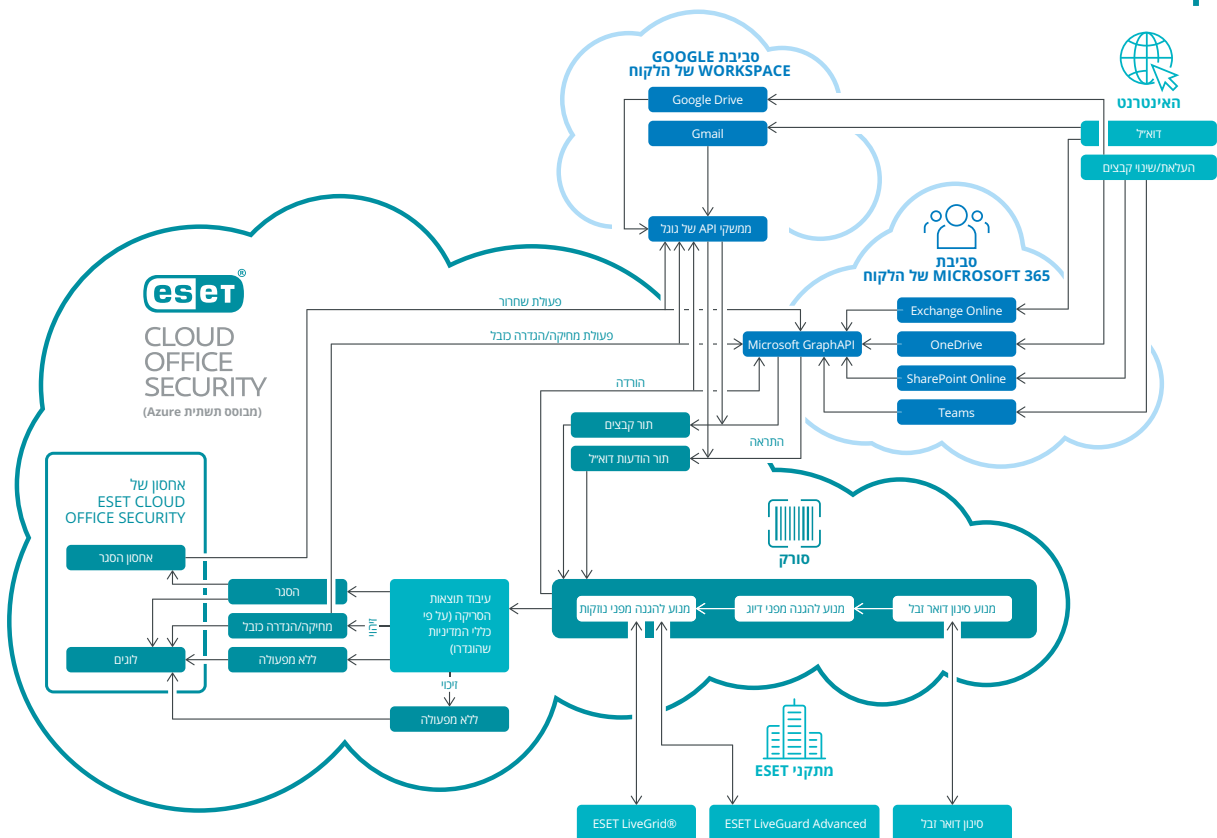 סביבת GOOGLE
WORKSPACE של הלקוח
Google Drive
Gmail
ממשקי API של גוגל
האינטרנט
דוא״ל
העלאת/שינוי קבצים
סביבת
MICROSOFT 365 של הלקוח
Exchange Online
OneDrive
SharePoint Online
Teams
Microsoft GraphAPI
eset®
CLOUD
OFFICE
SECURITY
(מבוסס תשתית Azure)
פעולת שחרור
פעולת מחיקה/הגדרה כזבל
הורדה
התראה
תור קבצים
תור הודעות דוא״ל
אחסון של
ESET CLOUD
OFFICE SECURITY
אחסון הסגר
לוגים
הסגר
מחיקה/הגדרה כזבל
ללא מפעולה
זיהוי
עיבוד תוצאות
הסריקה (על פי
כללי המדיניות
שהוגדרו)
זיכוי
ללא מפעולה
סורק
מנוע סינון דואר זבל
מנוע להגנה מפני דיוג
מנוע להגנה מפני נוזקות
מתקני ESET
ESET LiveGrid®
ESET LiveGuard Advanced
סינון דואר זבל